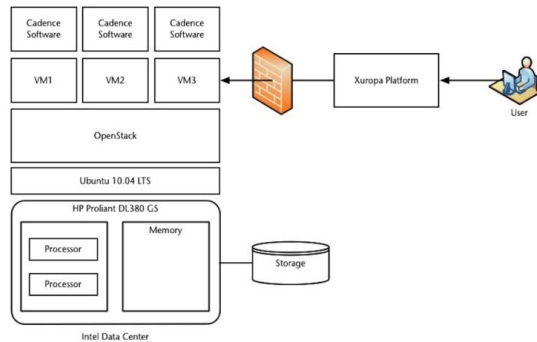 Cadence
Software
Cadence
Software
Cadence
Software
VM1
VM2
VM3
Xuropa Platform
User
OpenStack
Ubuntu 10.04 LTS
HP Proliant DL380 G5
Processor
Processor
Memory
Storage
Intel Data Center